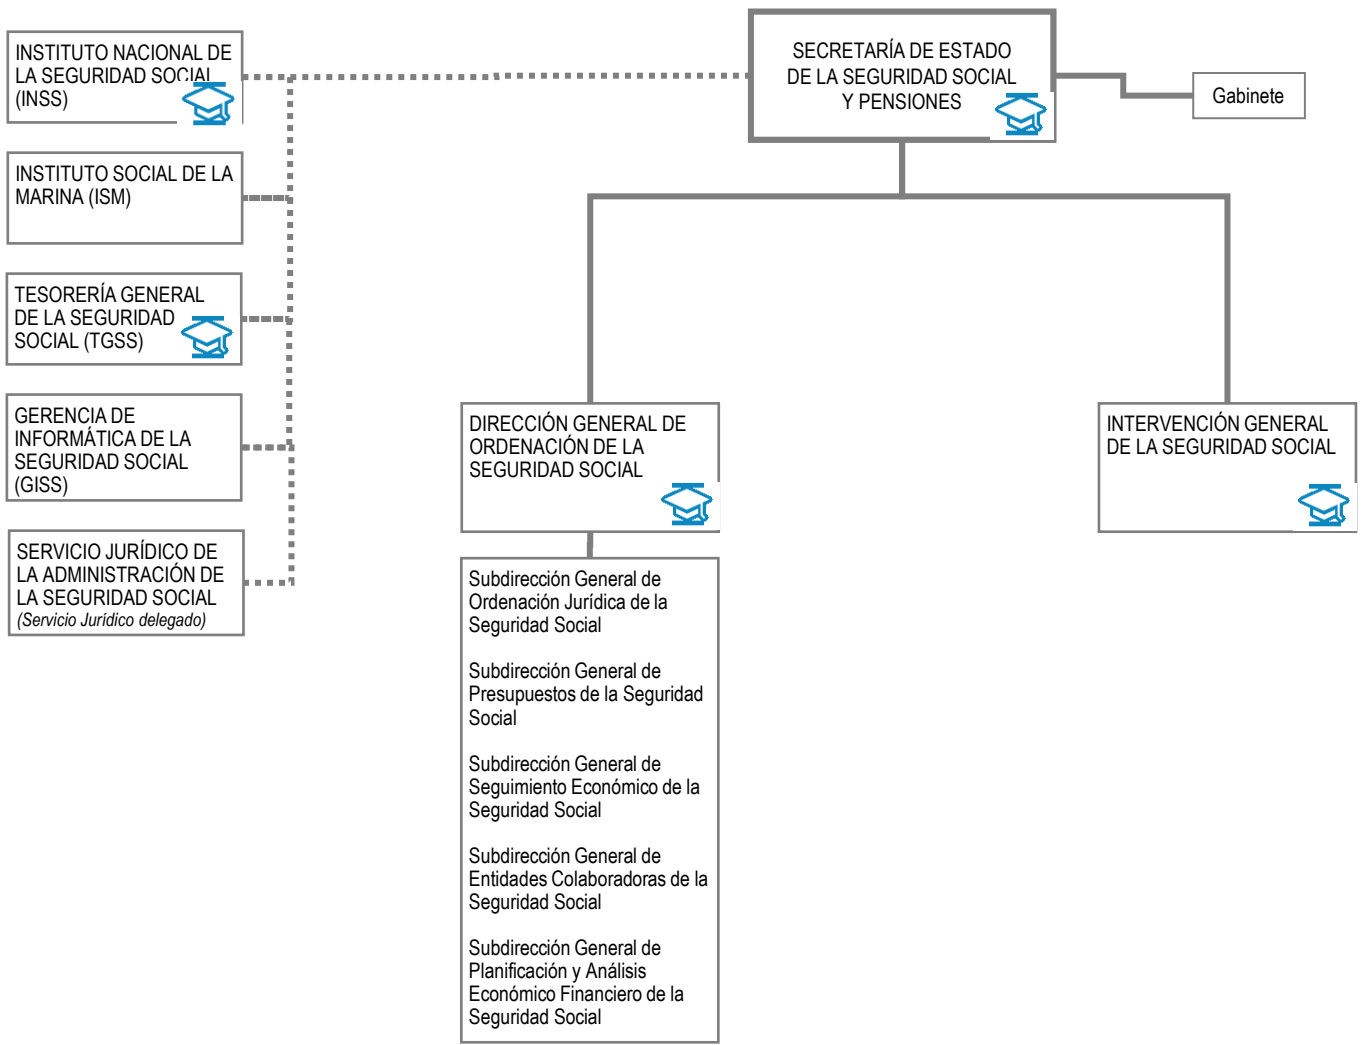 INSTITUTO NACIONAL DE
LA SEGURIDAD SOCIAL
(INSS)
SECRETARÍA DE ESTADO
DE LA SEGURIDAD SOCIAL
Y PENSIONES
Gabinete
INSTITUTO SOCIAL DE LA
MARINA (ISM)
TESORERÍA GENERAL
DE LA SEGURIDAD
SOCIAL (TGSS)
GERENCIA DE
INFORMÁTICA DE LA
SEGURIDAD SOCIAL
(GISS)
SERVICIO JURÍDICO DE
LA ADMINISTRACIÓN DE
LA SEGURIDAD SOCIAL
(Servicio Jurídico delegado)
DIRECCIÓN GENERAL DE
ORDENACIÓN DE LA
SEGURIDAD SOCIAL
INTERVENCIÓN GENERAL
DE LA SEGURIDAD SOCIAL
Subdirección General de
Ordenación Jurídica de la
Seguridad Social
Subdirección General de
Presupuestos de la Seguridad
Social
Subdirección General de
Seguimiento Económico de la
Seguridad Social
Subdirección General de
Entidades Colaboradoras de la
Seguridad Social
Subdirección General de
Planificación y Análisis
Económico Financiero de la
Seguridad Social